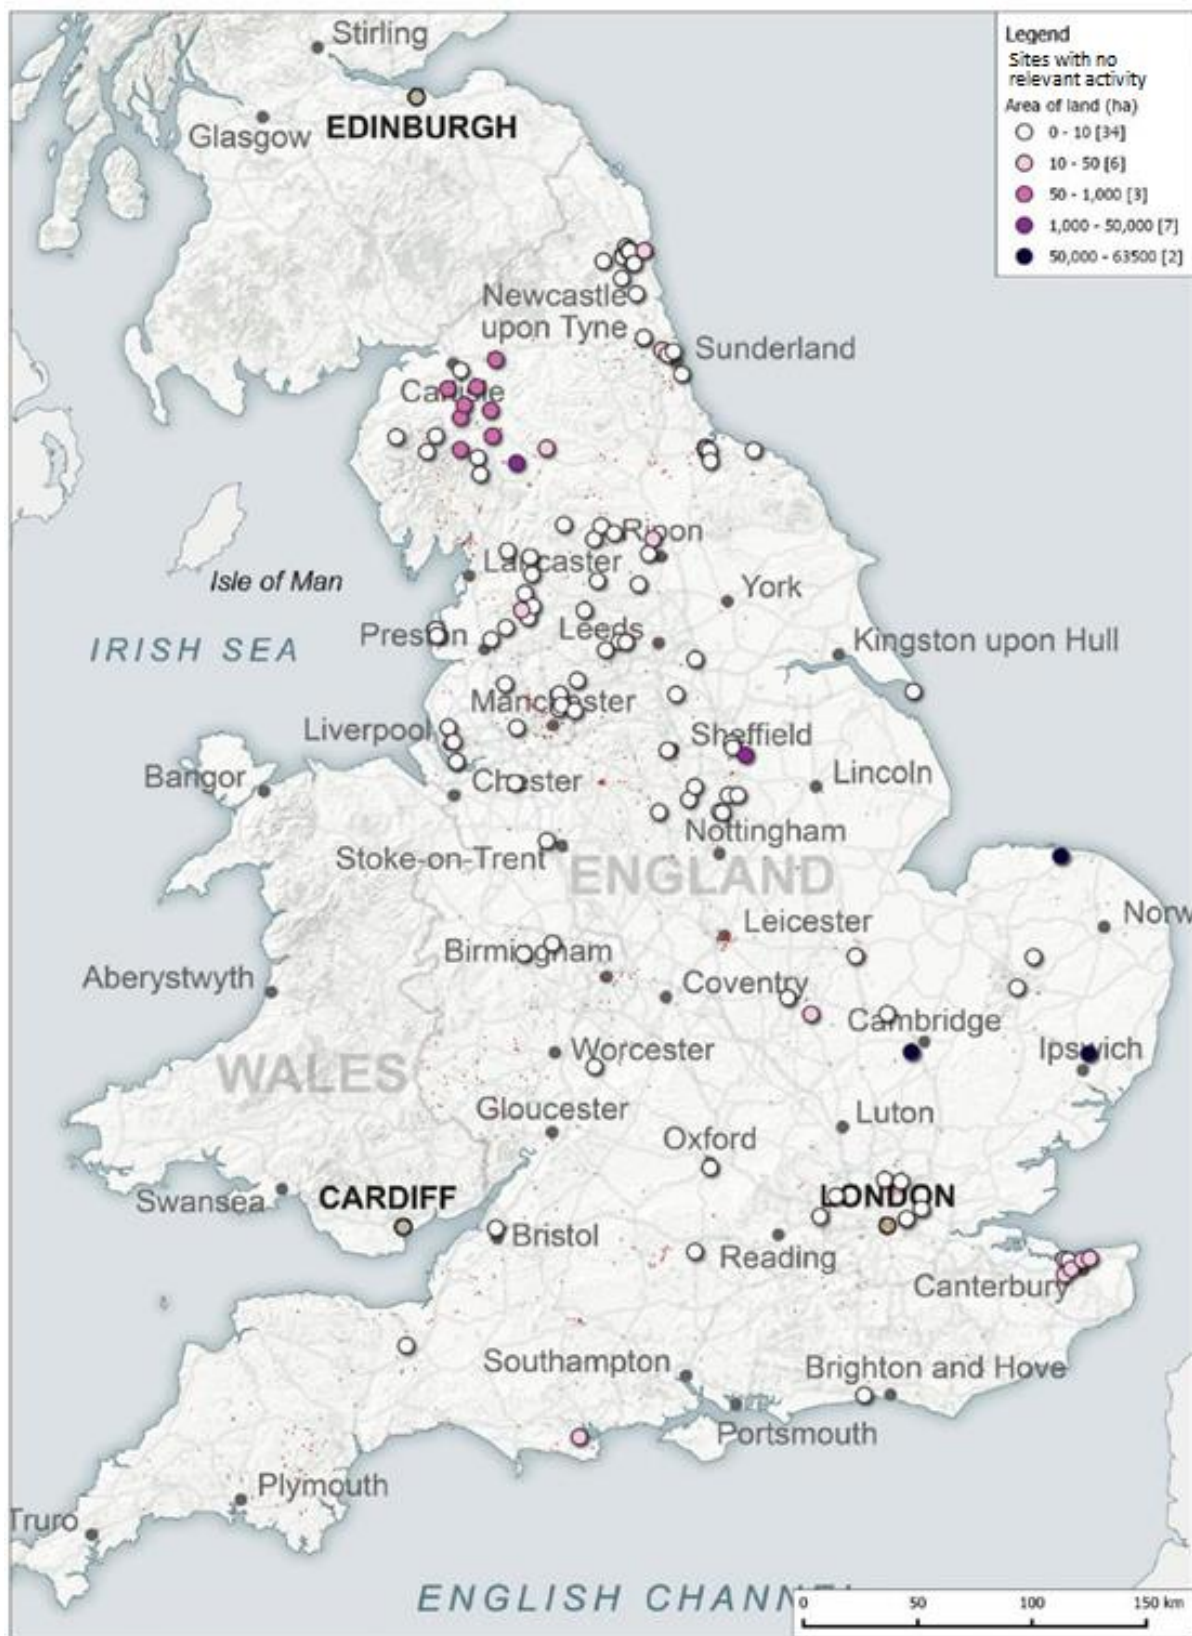 Stirling
Legend
Sites with no
relevant activity
Area of land (ha)
0 - 10 [34]
10 - 50 [6]
50 - 1,000 [3]
1,000 - 50,000 [7]
50,000 - 63500 [2]
Glasgow
EDINBURGH
Newcastle
upon Tyne
Sunderland
Carlisle
Ripon
Lancaster
Isle of Man
York
IRISH SEA
Preston
Leeds
Kingston upon Hull
Manchester
Liverpool
Sheffield
Bangor
Chester
Lincoln
Nottingham
Stoke-on-Trent
ENGLAND
Norw
Leicester
Birmingham
Aberystwyth
Coventry
Cambridge
Ipswich
Worcester
WALES
Gloucester
Luton
Oxford
Swansea
CARDIFF
LONDON
Bristol
Reading
Canterbury
Southampton
Brighton and Hove
Portsmouth
Plymouth
Truro
ENGLISH CHANNEL
0 50 100 150 km